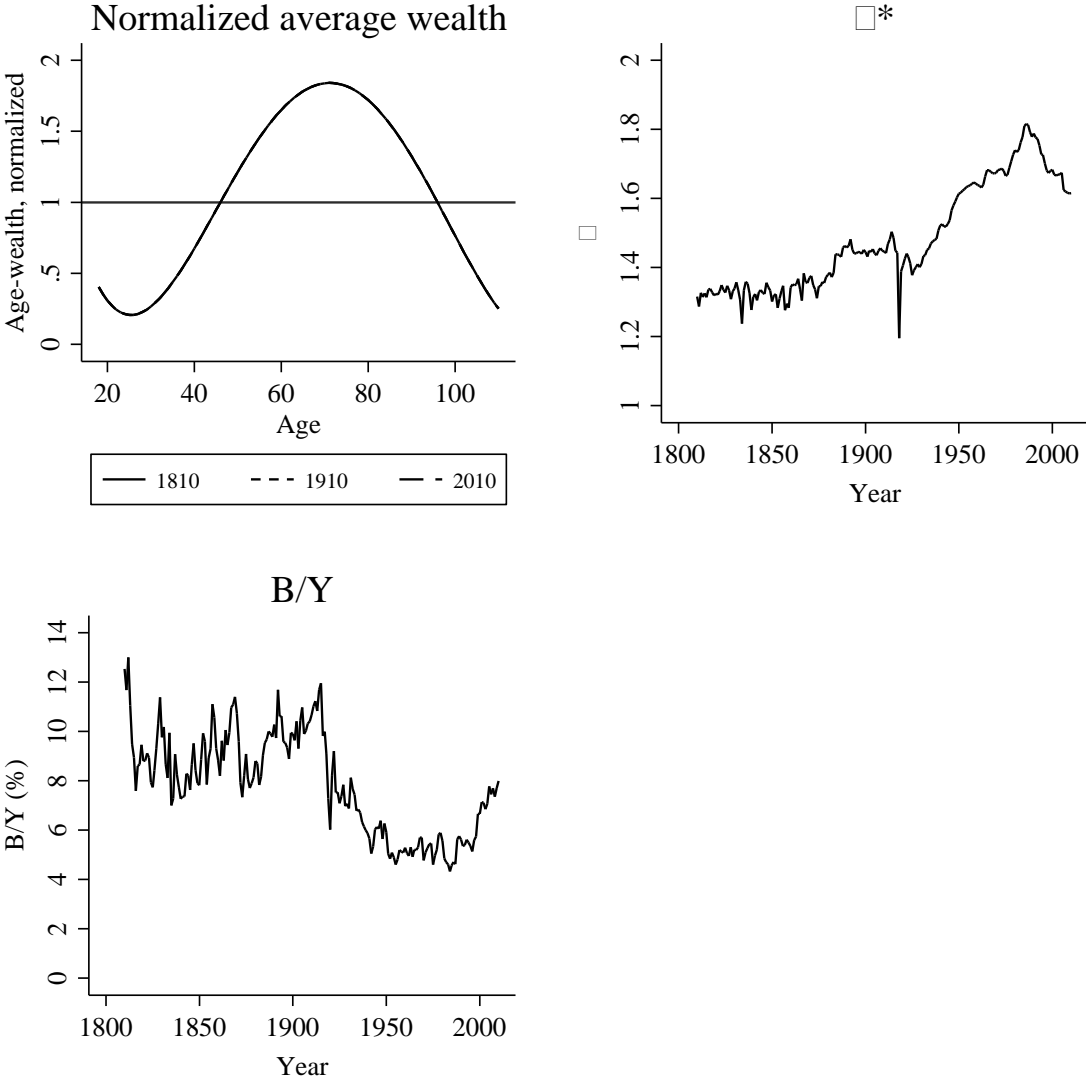 Normalized average wealth
Age-wealth, normalized
0 .5 1 1.5 2
20 40 60 80 100
Age
1810 1910 2010
□*
□
1 1.2 1.4 1.6 1.8 2
1800 1850 1900 1950 2000
Year
B/Y
B/Y (%)
0 2 4 6 8 10 12 14
1800 1850 1900 1950 2000
Year